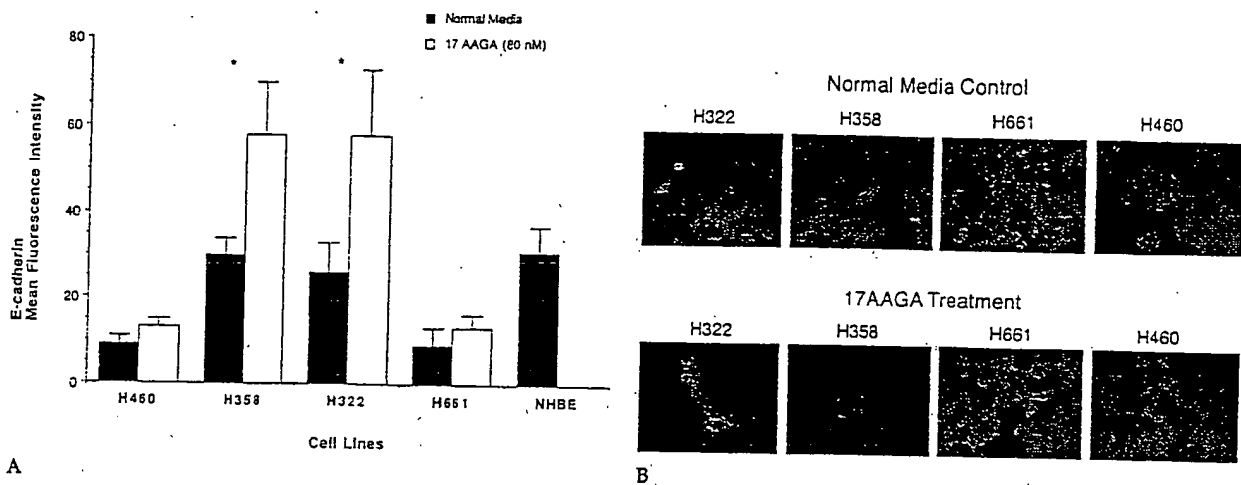 Normal Media
17 AAGA (80 nM)
80
60
40
20
0
E-cadherin
Mean Fluorescence Intensity
* *
H460 H358 H322 H661 NHBE
Cell Lines
A
Normal Media Control
H322 H358 H661 H460
17AAGA Treatment
H322 H358 H661 H460
B